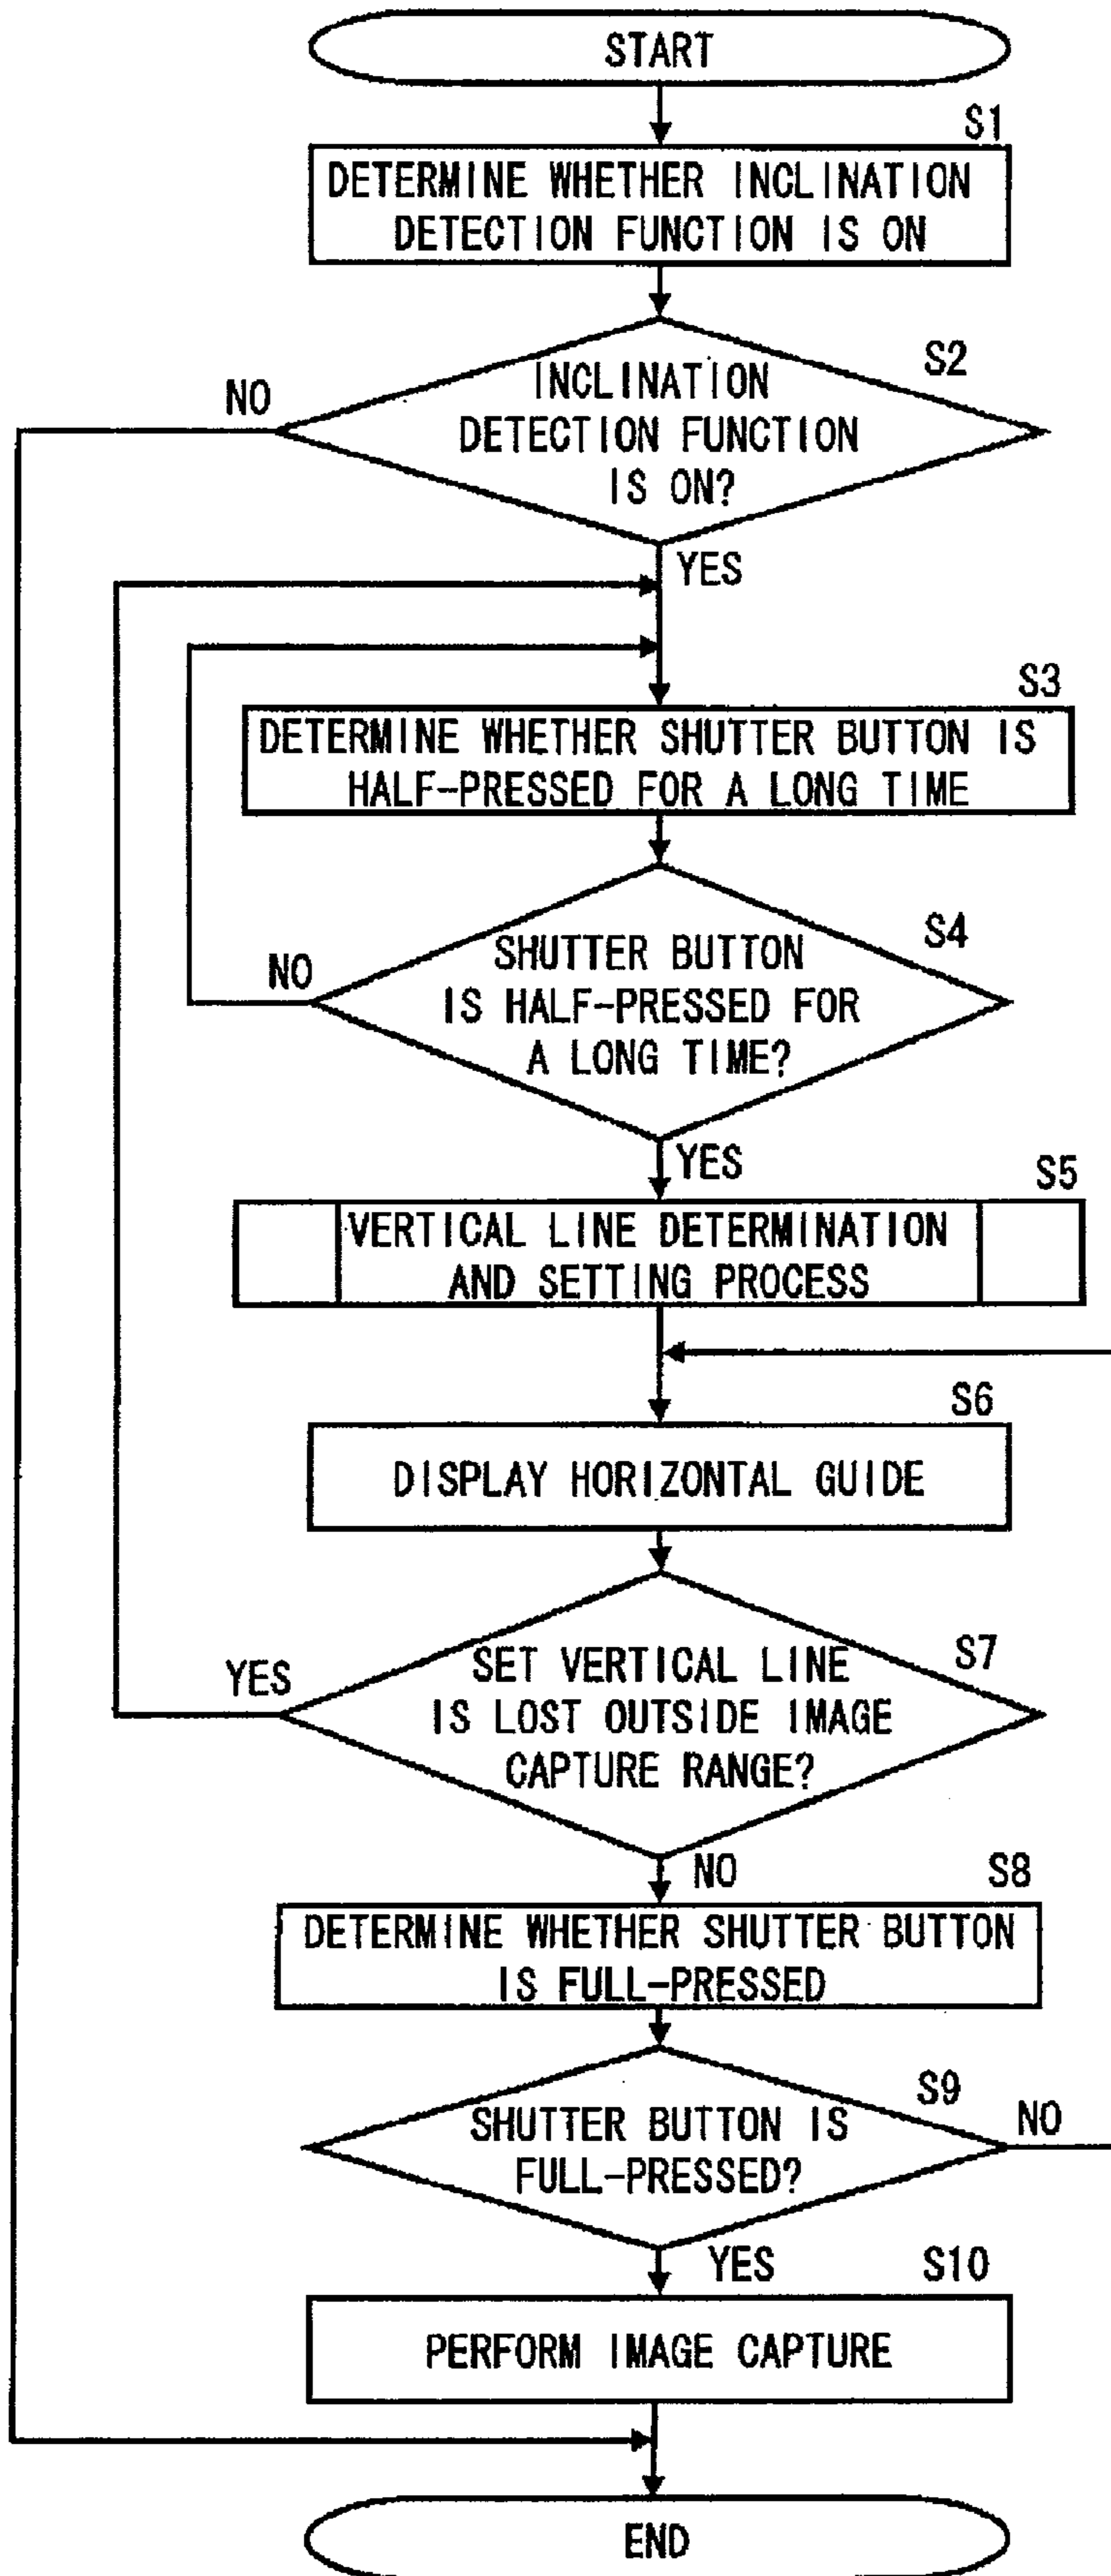 START
S1
DETERMINE WHETHER INCLINATION
DETECTION FUNCTION IS ON
S2
NO
INCLINATION
DETECTION FUNCTION
IS ON?
YES
S3
DETERMINE WHETHER SHUTTER BUTTON IS
HALF-PRESSED FOR A LONG TIME
S4
NO
SHUTTER BUTTON
IS HALF-PRESSED FOR
A LONG TIME?
YES
S5
VERTICAL LINE DETERMINATION
AND SETTING PROCESS
S6
DISPLAY HORIZONTAL GUIDE
S7
YES
SET VERTICAL LINE
IS LOST OUTSIDE IMAGE
CAPTURE RANGE?
NO
S8
DETERMINE WHETHER SHUTTER BUTTON
IS FULL-PRESSED
S9
NO
SHUTTER BUTTON IS
FULL-PRESSED?
YES
S10
PERFORM IMAGE CAPTURE
END